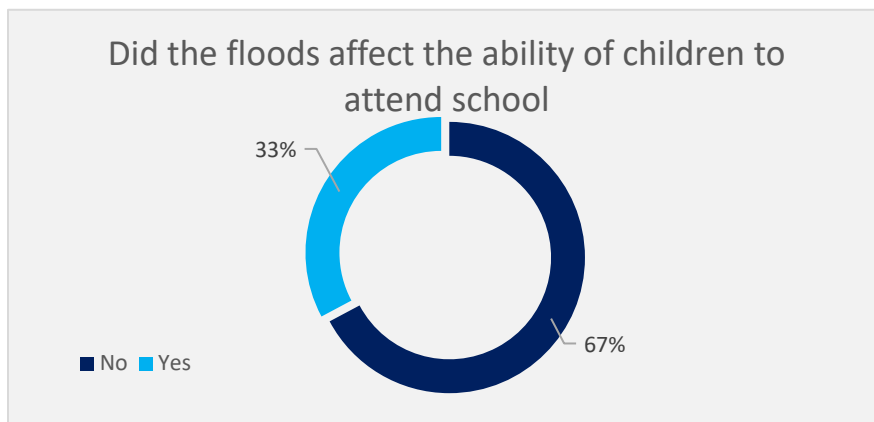 Did the floods affect the ability of children to
attend school
33%
67%
No Yes